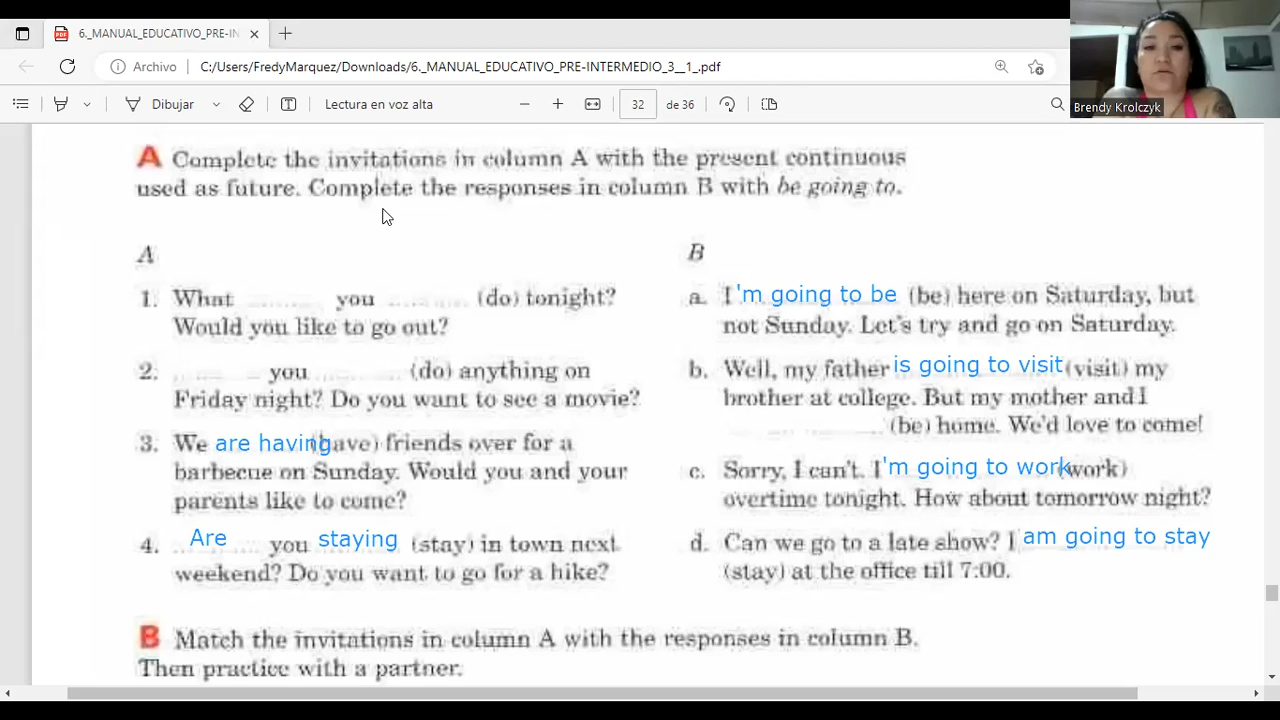 6._MANUAL_EDUCATIVO_PRE-IN
Archivo C:/Users/FredyMarquez/Downloads/6._MANUAL_EDUCATIVO_PRE-INTERMEDIO_3__1_.pdf
Dibujar Lectura en voz alta 32 de 36
Brendy Krolczyk
A Complete the invitations in column A with the present continuous
used as future. Complete the responses in column B with be going to.
A
1. What you (do) tonight?
Would you like to go out?
2. you (do) anything on
Friday night? Do you want to see a movie?
3. We are having (have) friends over for a
barbecue on Sunday. Would you and your
parents like to come?
4. Are you staying (stay) in town next
weekend? Do you want to go for a hike?
B
a. I 'm going to be (be) here on Saturday, but
not Sunday. Let's try and go on Saturday.
b. Well, my father is going to visit (visit) my
brother at college. But my mother and I
(be) home. We'd love to come!
c. Sorry, I can't. I 'm going to work (work)
overtime tonight. How about tomorrow night?
d. Can we go to a late show? I am going to stay
(stay) at the office till 7:00.
B Match the invitations in column A with the responses in column B.
Then practice with a partner.